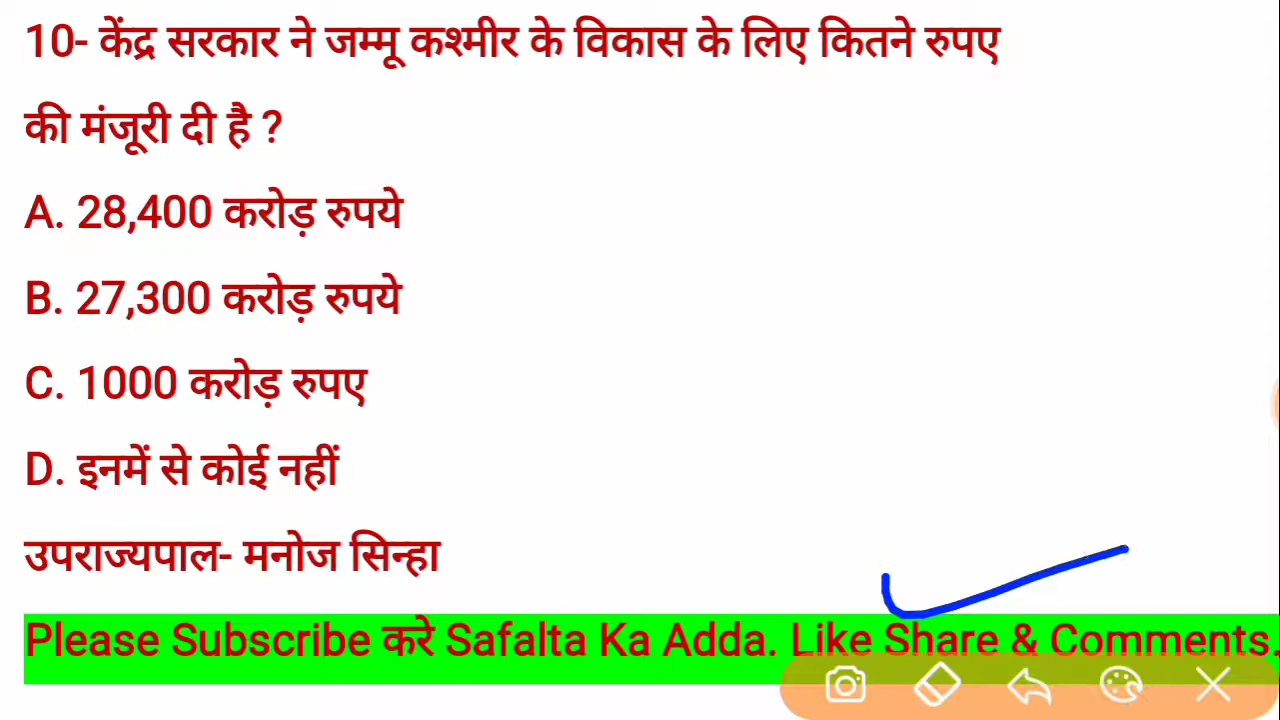 10- केंद्र सरकार ने जम्मू कश्मीर के विकास के लिए कितने रुपए
की मंजूरी दी है ?
A. 28,400 करोड़ रुपये
B. 27,300 करोड़ रुपये
C. 1000 करोड़ रुपए
D. इनमें से कोई नहीं
उपराज्यपाल- मनोज सिन्हा
Please Subscribe करे Safalta Ka Adda. Like Share & Comments.